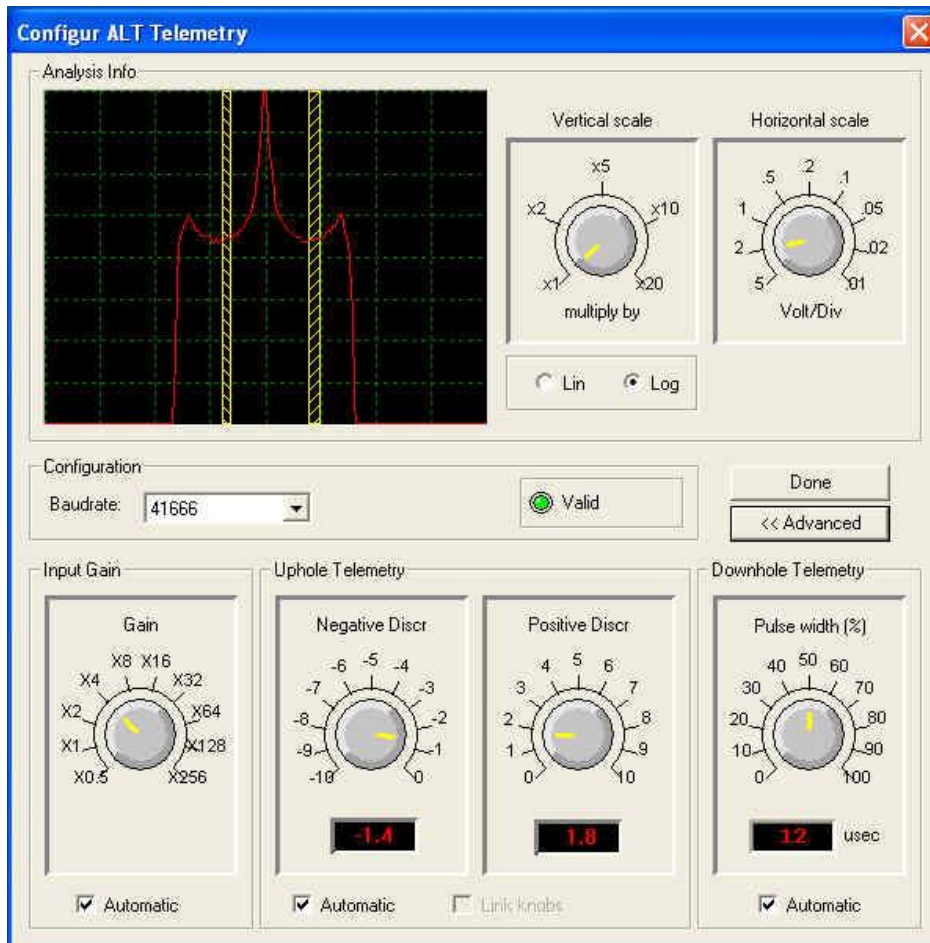 Configur ALT Telemetry
Analysis Info
Vertical scale
x1
x2
x5
x10
x20
multiply by
Horizontal scale
5
2
1
.5
.2
.1
.05
.02
.01
Volt/Div
Lin
Log
Configuration
Baudrate:
41666
Valid
Done
<< Advanced
Input Gain
Gain
X0.5
X1
X2
X4
X8
X16
X32
X64
X128
X256
Automatic
Uphole Telemetry
Negative Discr
-10
-9
-8
-7
-6
-5
-4
-3
-2
-1
0
-1.4
Automatic
Positive Discr
0
1
2
3
4
5
6
7
8
9
10
1.8
Link knobs
Downhole Telemetry
Pulse width (%)
0
10
20
30
40
50
60
70
80
90
100
12 usec
Automatic